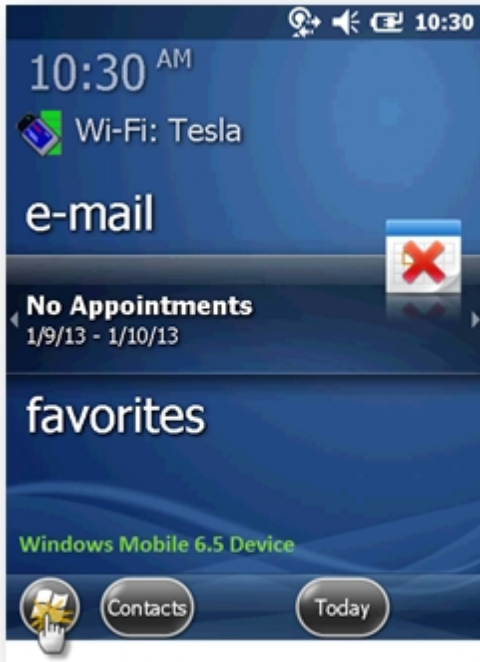 10:30
10:30 AM
Wi-Fi: Tesla
e-mail
No Appointments
1/9/13 - 1/10/13
favorites
Windows Mobile 6.5 Device
Contacts
Today